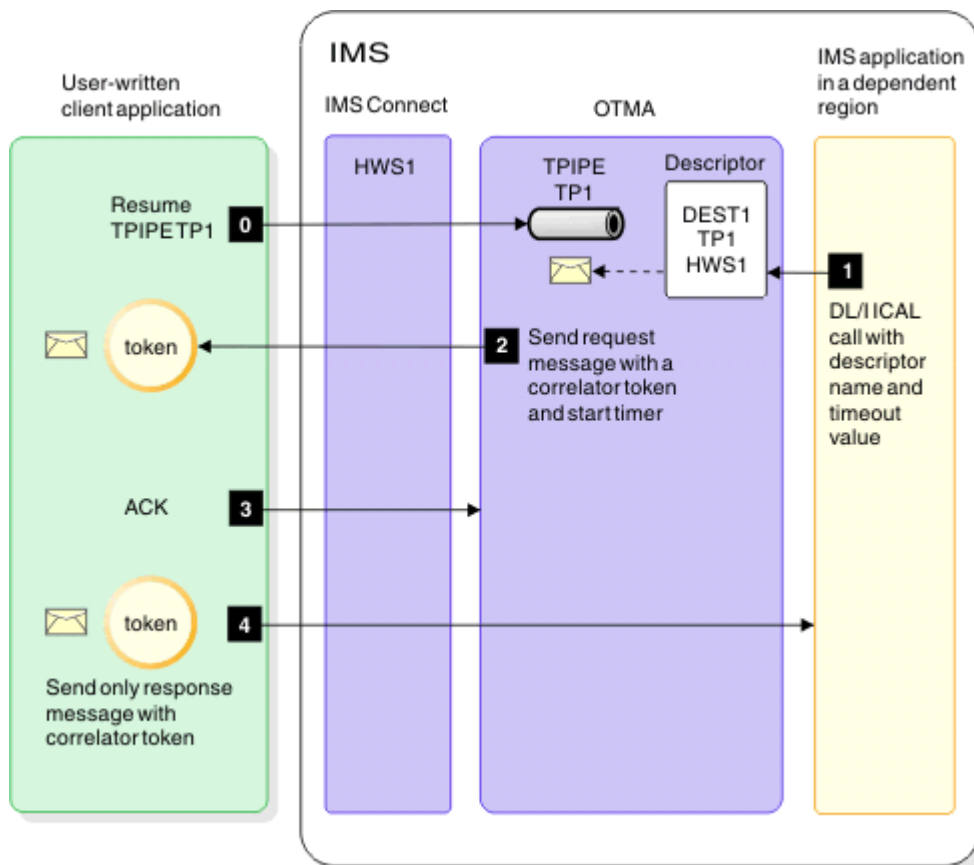 IMS
User-written
client application
IMS Connect
OTMA
IMS application
in a dependent
region
HWS1
TPIPE
TP1
Descriptor
DEST1
TP1
HWS1
Resume
TPIPE TP1
0
1
DL/I ICAL
call with
descriptor
name and
timeout
value
token
2
Send request
message with a
correlator token
and start timer
ACK
3
token
4
Send only response
message with
correlator token